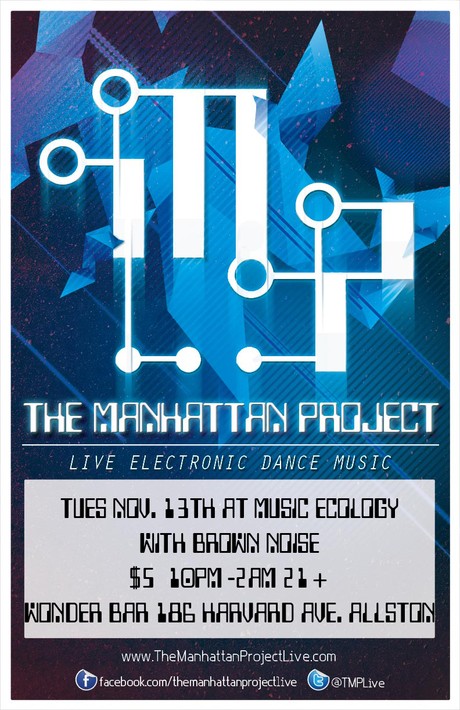 THE MANHATTAN PROJECT
LIVE ELECTRONIC DANCE MUSIC
TUES NOV. 13TH AT MUSIC ECOLOGY
WITH BROWN NOISE
$5 10PM -2AM 21+
WONDER BAR 186 HARVARD AVE. ALLSTON
www.TheManhattanProjectLive.com
facebook.com/themanhattanprojectlive @TMPLive